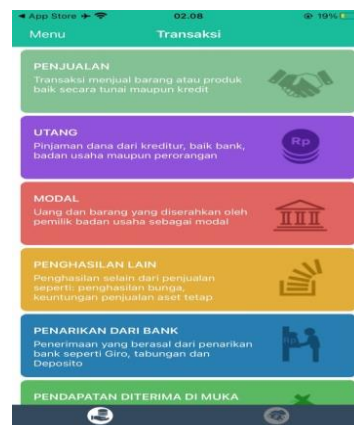 App Store
02.08
19%
Menu
Transaksi
PENJUALAN
Transaksi menjual barang atau produk
baik secara tunai maupun kredit
UTANG
Pinjaman dana dari kreditur, baik bank,
badan usaha maupun perorangan
Rp
MODAL
Uang dan barang yang diserahkan oleh
pemilik badan usaha sebagai modal
PENGHASILAN LAIN
Penghasilan selain dari penjualan
seperti: penghasilan bunga,
keuntungan penjualan aset tetap
PENARIKAN DARI BANK
Penerimaan yang berasal dari penarikan
bank seperti Giro, tabungan dan
Deposito
Rp
PENDAPATAN DITERIMA DI MUKA